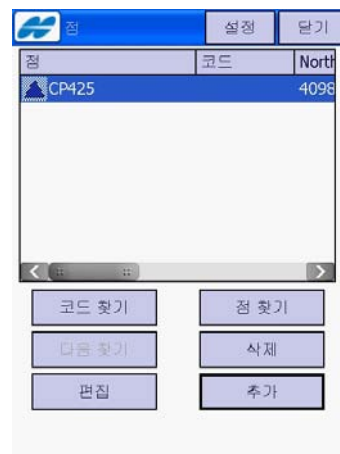 점 설정 닫기
점 코드 North
CP425 4098
코드 찾기 점 찾기
다음 찾기 삭제
편집 추가